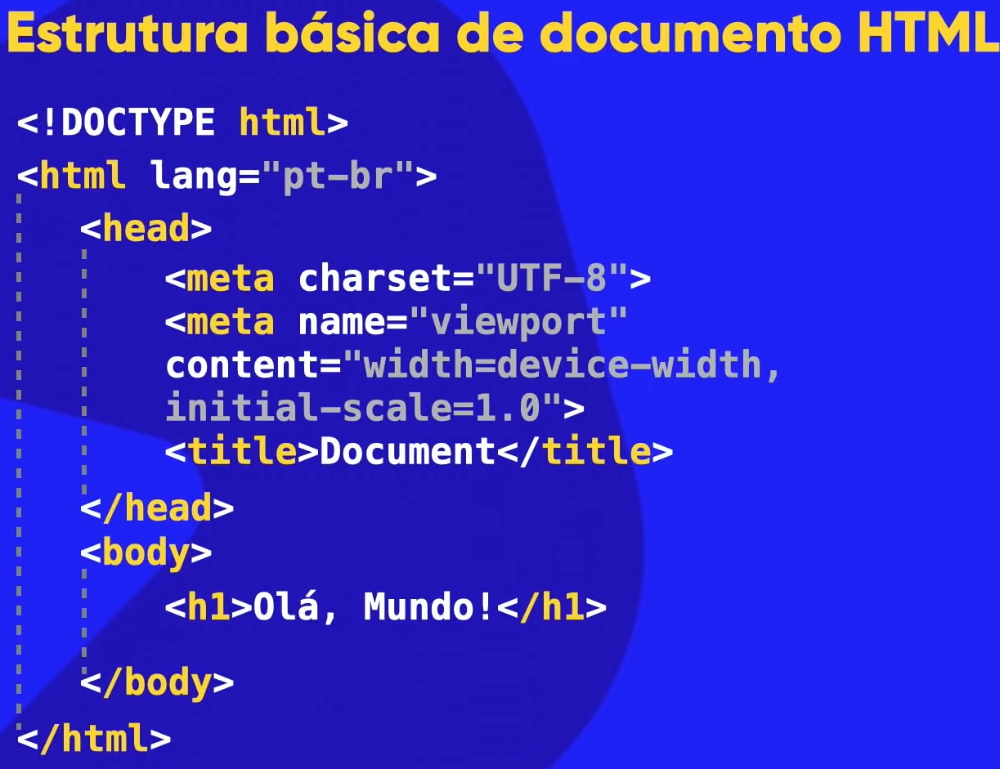 Estrutura básica de documento HTML
<!DOCTYPE html>
<html lang="pt-br">
<head>
<meta charset="UTF-8">
<meta name="viewport"
content="width=device-width,
initial-scale=1.0">
<title>Document</title>
</head>
<body>
<h1>Olá, Mundo!</h1>
</body>
</html>